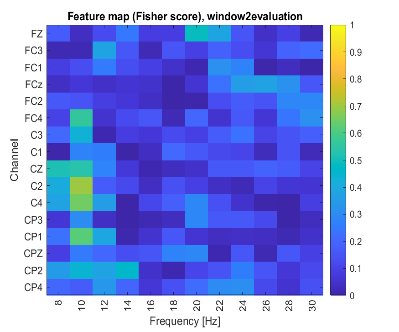 Feature map (Fisher score), window2evaluation
Channel
FZ
FC3
FC1
FCz
FC2
FC4
C3
C1
CZ
C2
C4
CP3
CP1
CPZ
CP2
CP4
8 10 12 14 16 18 20 22 24 26 28 30
Frequency [Hz]
1
0.9
0.8
0.7
0.6
0.5
0.4
0.3
0.2
0.1
0